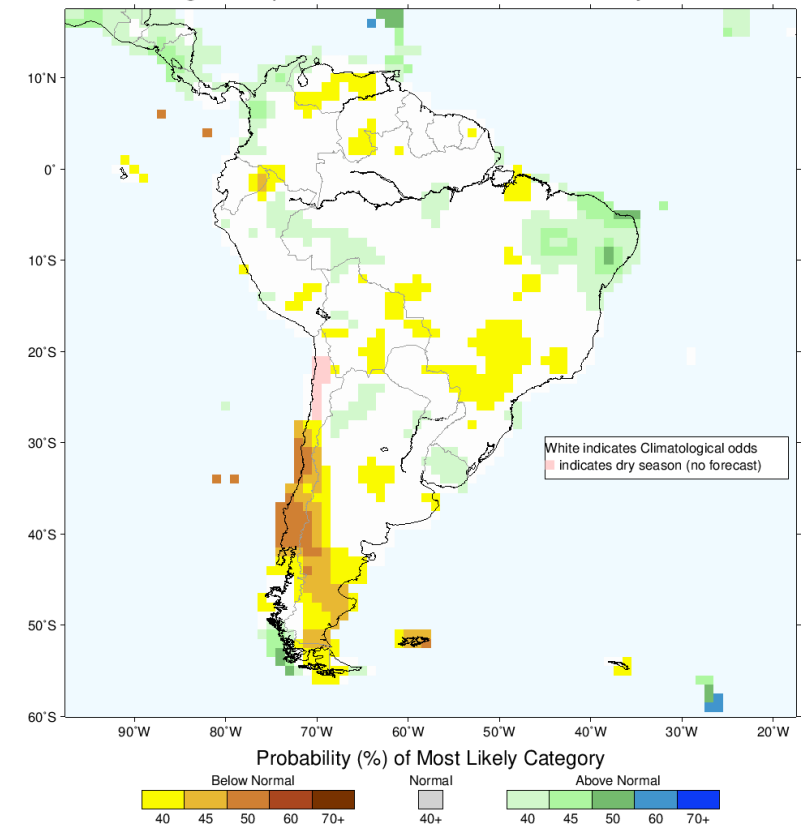 10°N
0°
10°S
20°S
30°S
40°S
50°S
60°S
White indicates Climatological odds
indicates dry season (no forecast)
90°W 80°W 70°W 60°W 50°W 40°W 30°W 20°W
Probability (%) of Most Likely Category
Below Normal Normal Above Normal
40 45 50 60 70+ 40+ 40 45 50 60 70+